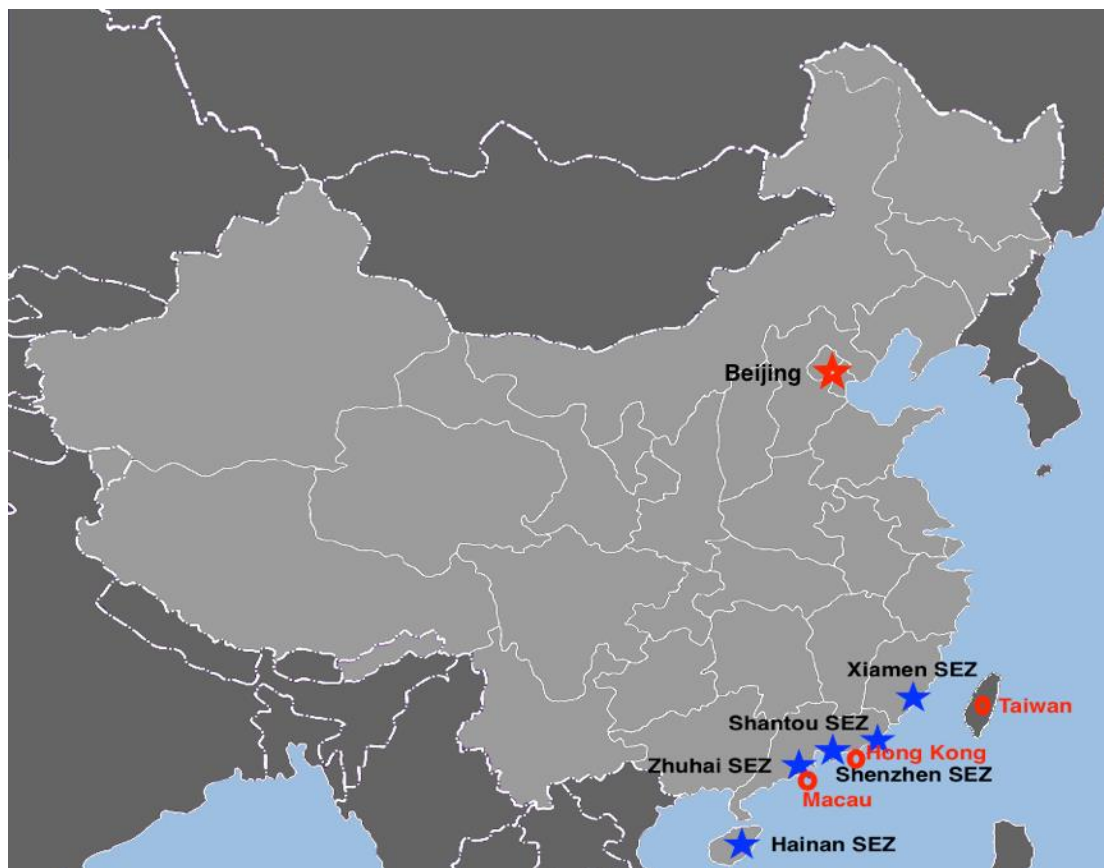 Beijing
Xiamen SEZ
Taiwan
Shantou SEZ
Hong Kong
Zhuhai SEZ
Shenzhen SEZ
Macau
Hainan SEZ